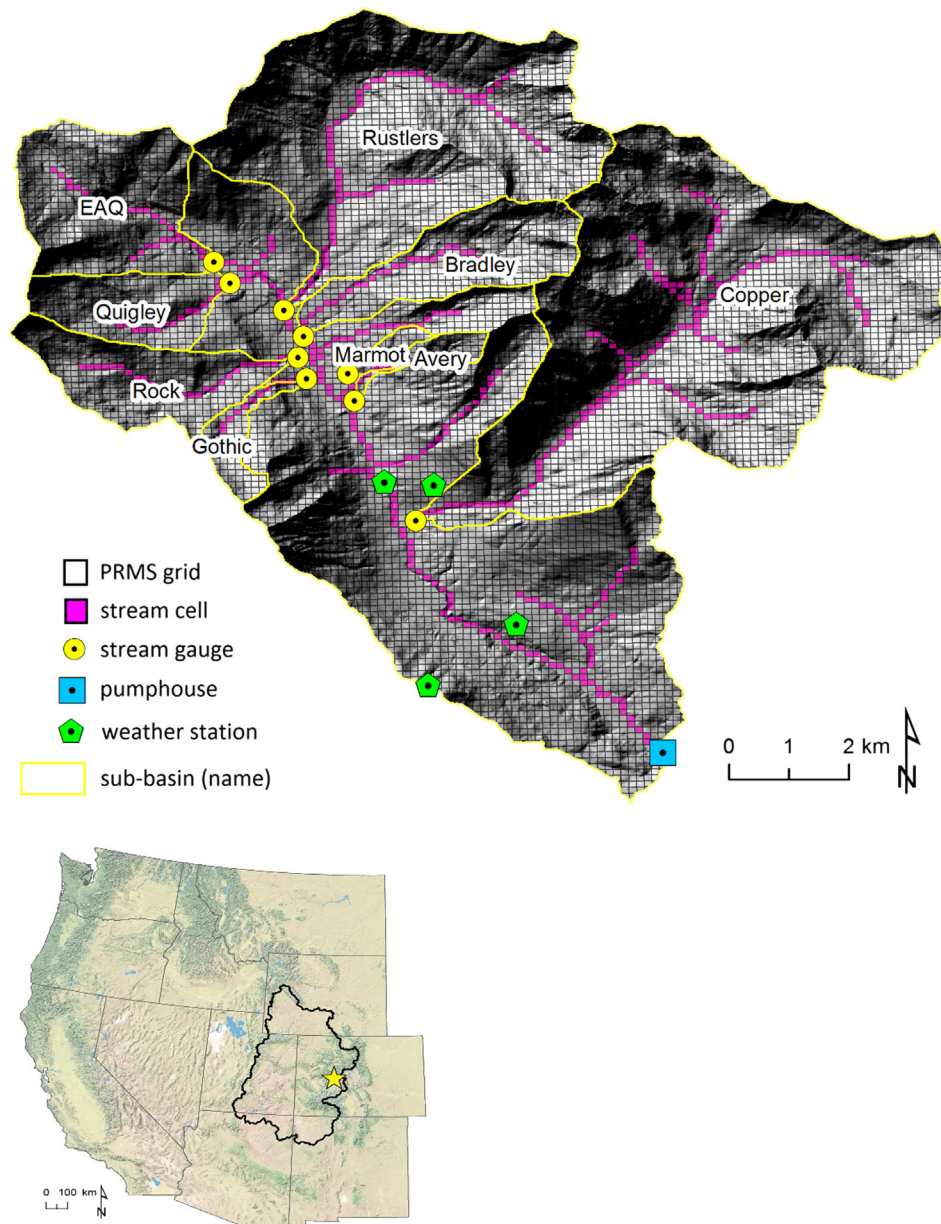 Rustlers
EAQ
Bradley
Quigley
Copper
Marmot
Avery
Rock
Gothic
PRMS grid
stream cell
stream gauge
pumphouse
weather station
sub-basin (name)
0 1 2 km
N
0 100 km
N